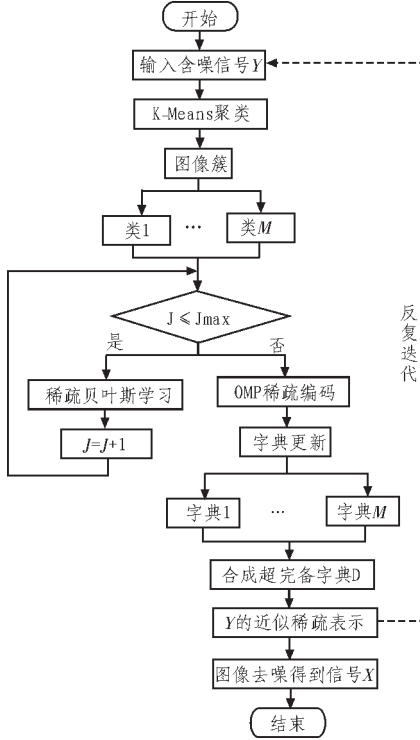 开始
输入含噪信号Y
K-Means聚类
图像簇
类1 … 类M
J≤Jmax
是 否
稀疏贝叶斯学习 OMP稀疏编码
J=J+1 字典更新
字典1 … 字典M
合成超完备字典D
Y的近似稀疏表示
图像去噪得到信号X
结束
反复迭代